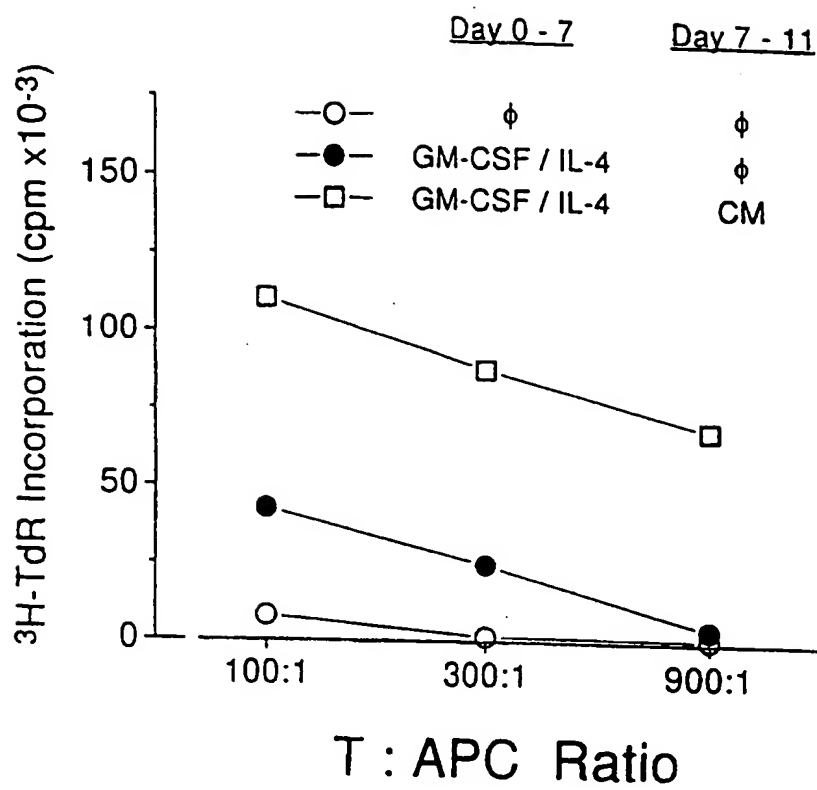 Day 0 - 7 Day 7 - 11
ϕ ϕ
GM-CSF / IL-4 ϕ
GM-CSF / IL-4 CM
3H-TdR Incorporation (cpm x10-3)
150
100
50
0
100:1 300:1 900:1
T : APC Ratio